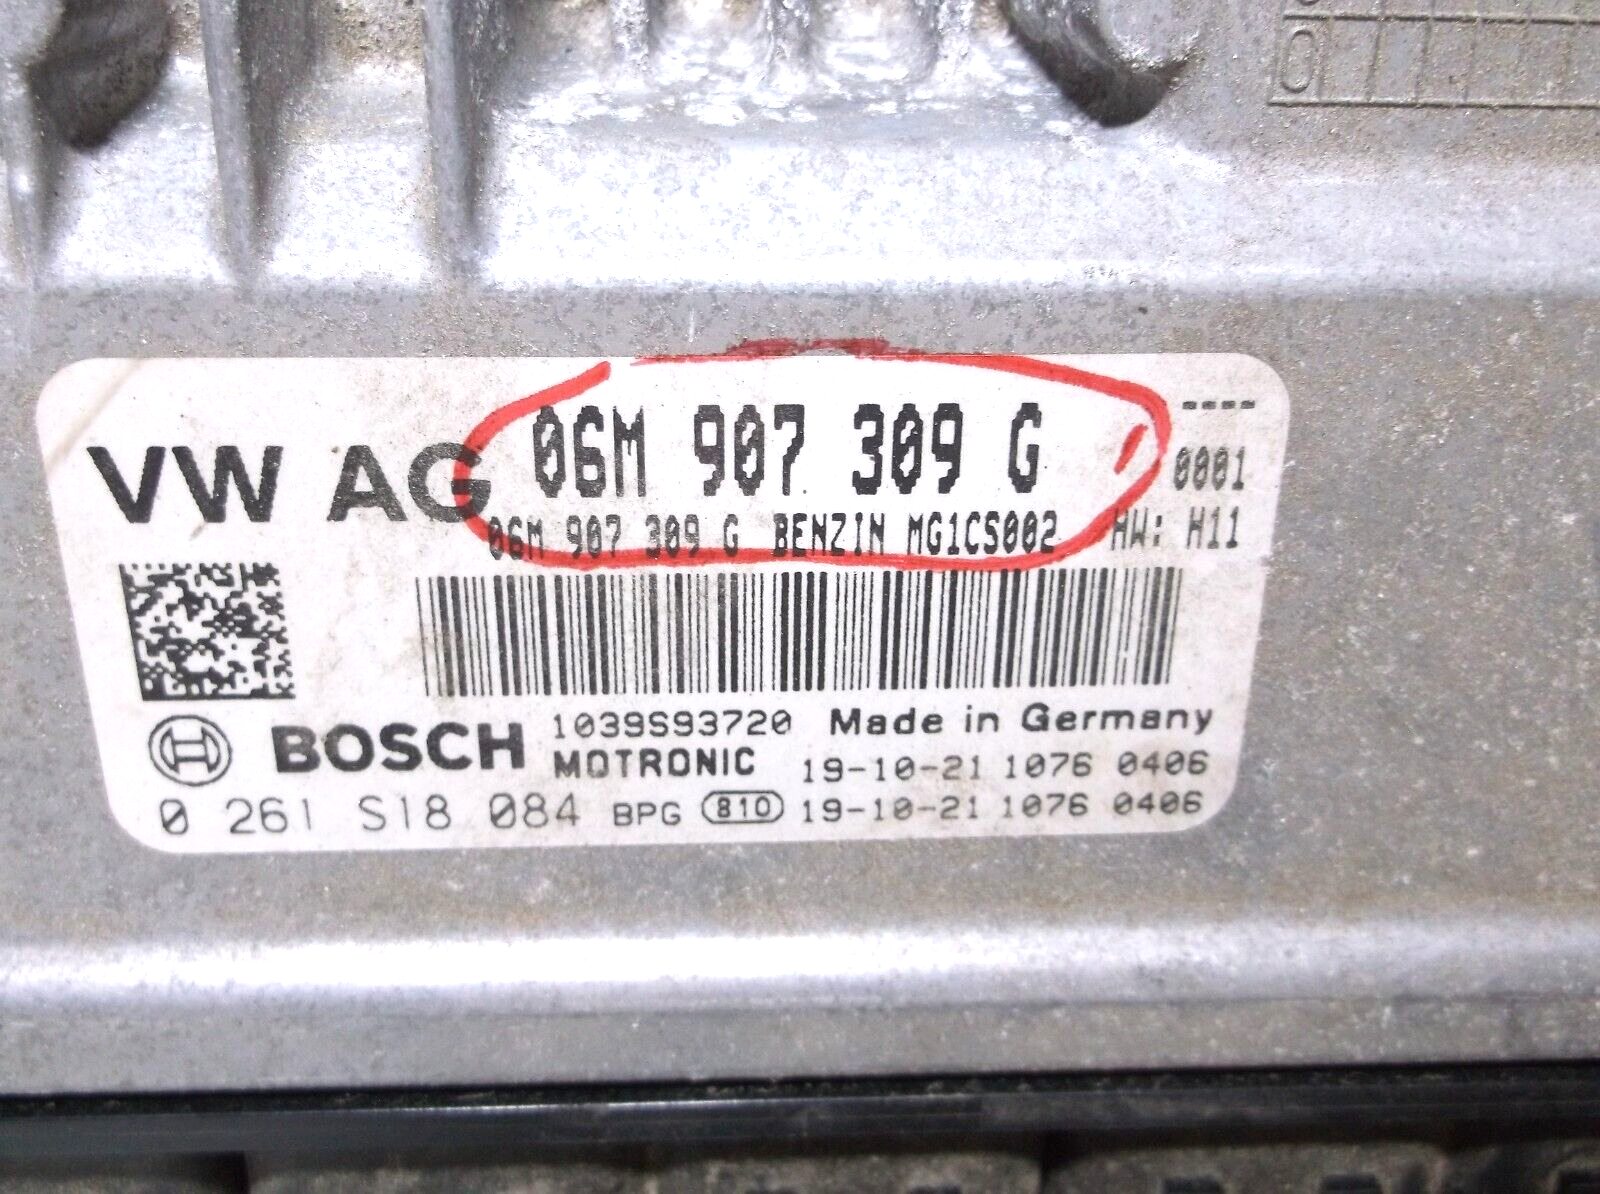 VW AG 06M 907 309 G ----
0001
06M 907 309 G BENZIN MG1CS002 HW: H11
BOSCH 1039S93720 Made in Germany
MOTRONIC 19-10-21 1076 0406
0 261 S18 084 BPG 810 19-10-21 1076 0406